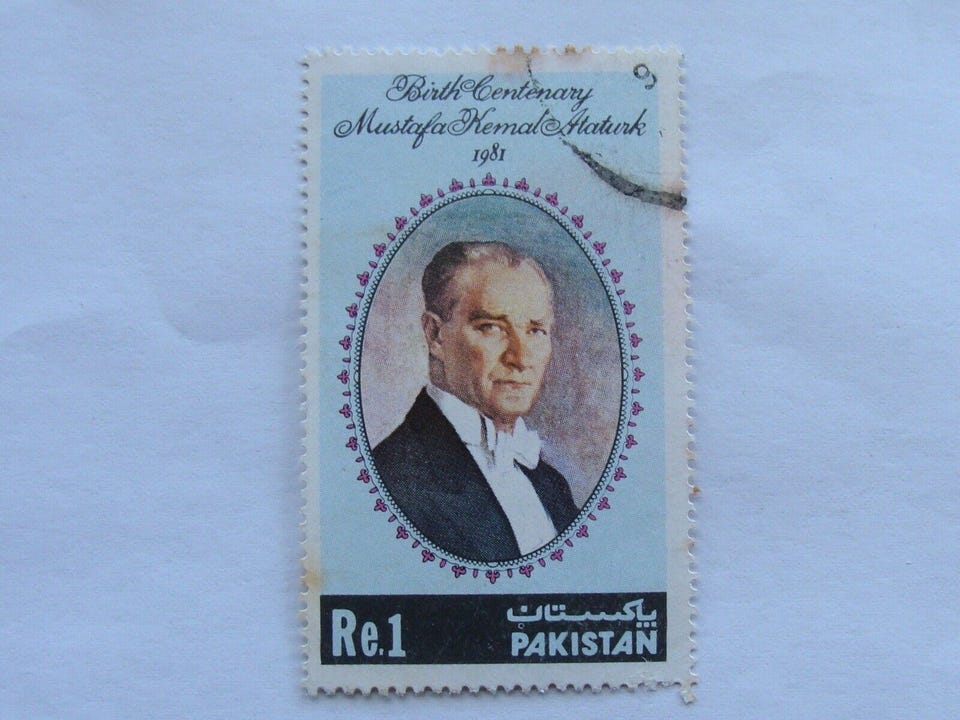 Birth Centenary
Mustafa Kemal Ataturk
1981
Re.1
پاکستان
PAKISTAN